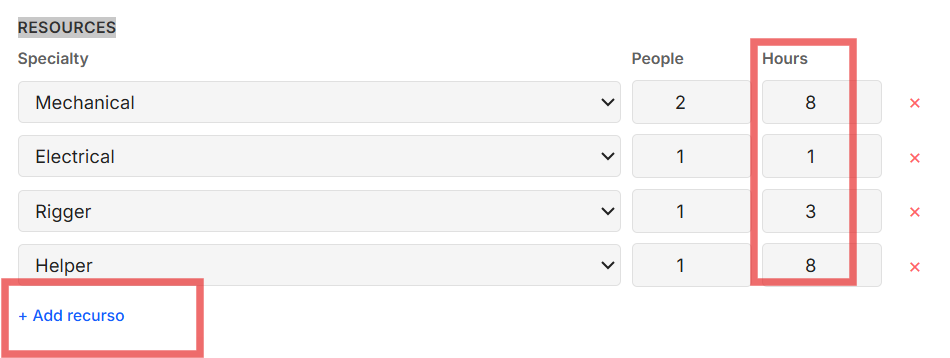 RESOURCES
Specialty People Hours
Mechanical 2 8 ×
Electrical 1 1 ×
Rigger 1 3 ×
Helper 1 8 ×
+ Add recurso